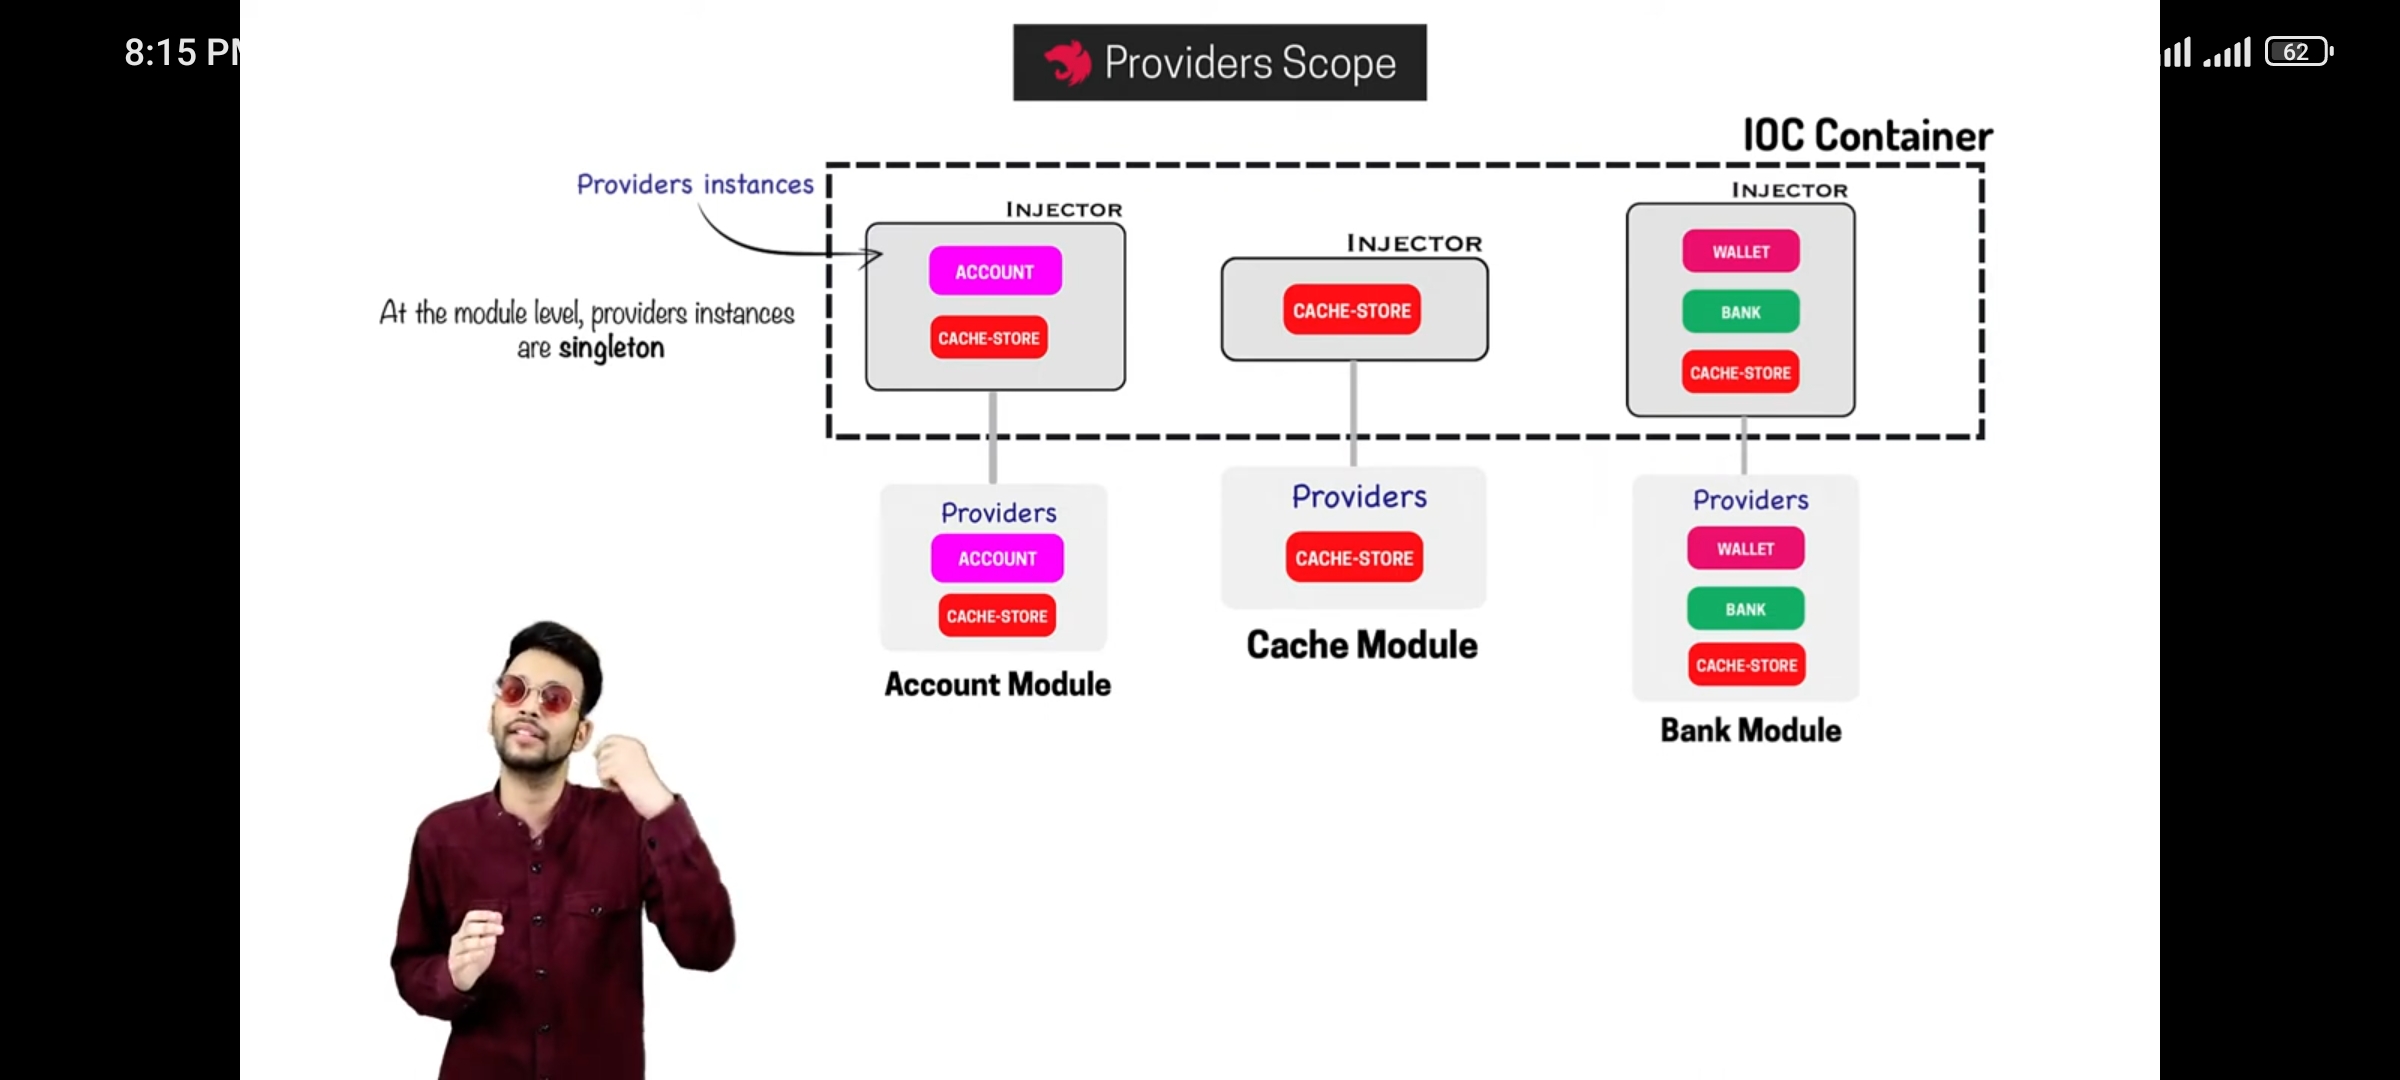 8:15 P
62
Providers Scope
IOC Container
Providers instances
INJECTOR
ACCOUNT
CACHE-STORE
INJECTOR
CACHE-STORE
INJECTOR
WALLET
BANK
CACHE-STORE
At the module level, providers instances
are singleton
Providers
ACCOUNT
CACHE-STORE
Account Module
Providers
CACHE-STORE
Cache Module
Providers
WALLET
BANK
CACHE-STORE
Bank Module